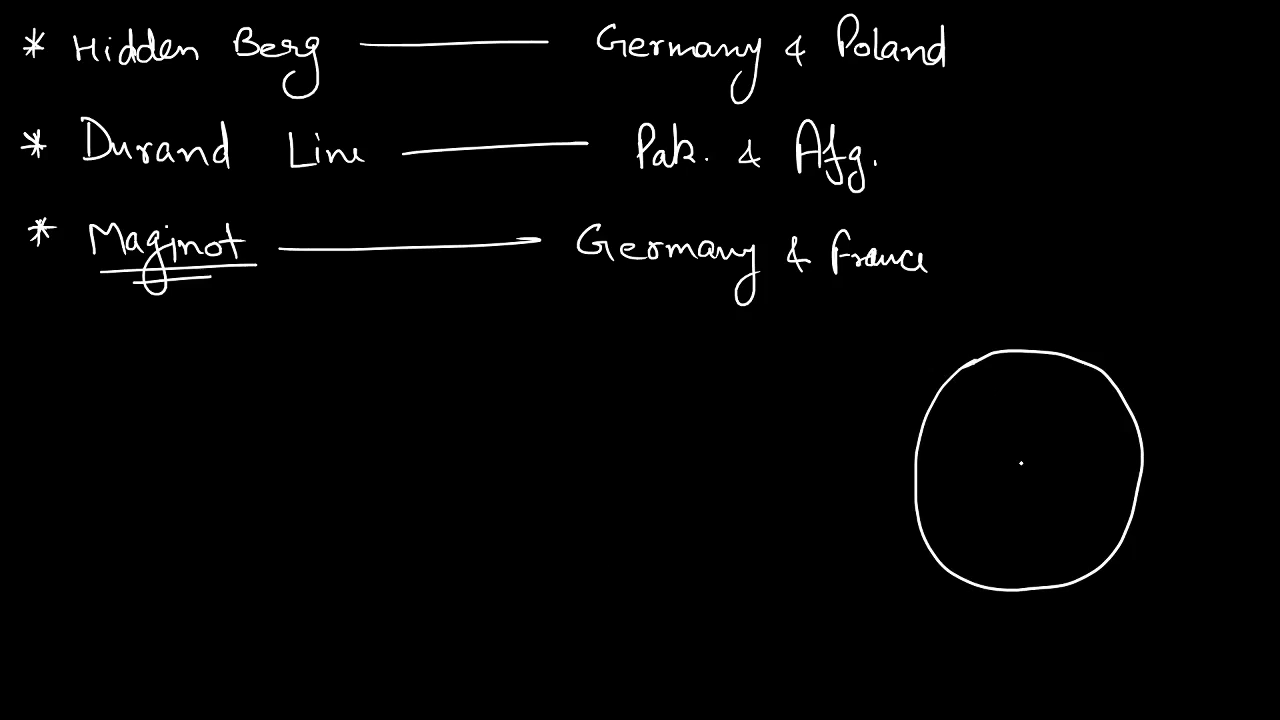 * Hidden Berg —— Germany & Poland
* Durand Line —— Pak. & Afg.
* Maginot —— Germany & France